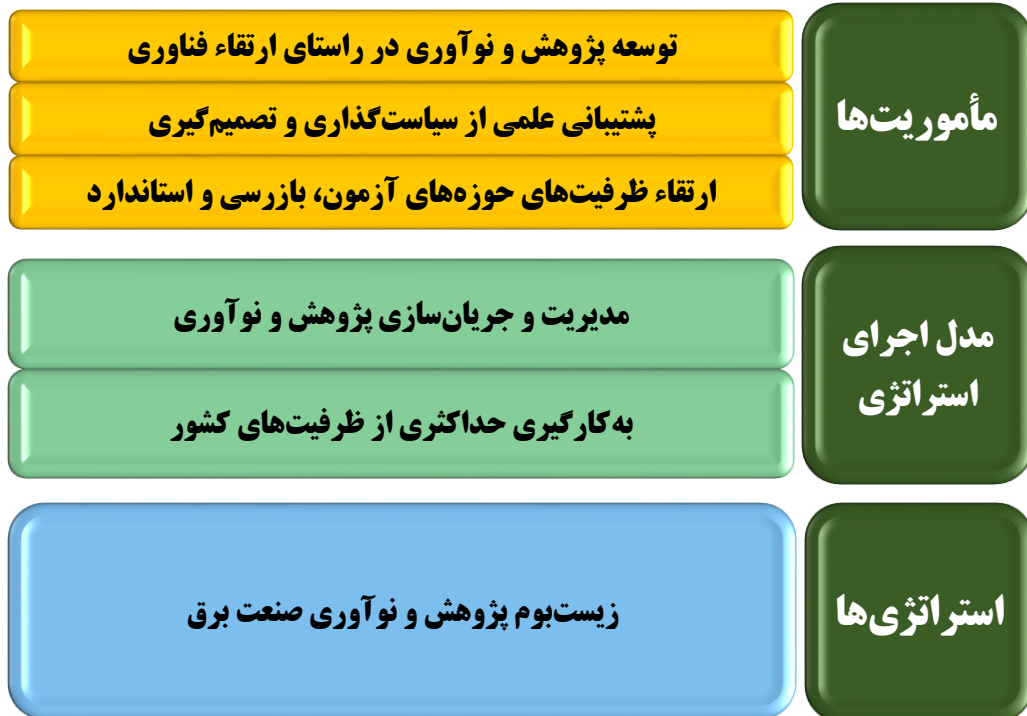 مأموریت‌ها
توسعه پژوهش و نوآوری در راستای ارتقاء فناوری
پشتیبانی علمی از سیاست‌گذاری و تصمیم‌گیری
ارتقاء ظرفیت‌های حوزه‌های آزمون، بازرسی و استاندارد
مدل اجرای
استراتژی
مدیریت و جریان‌سازی پژوهش و نوآوری
به‌کارگیری حداکثری از ظرفیت‌های کشور
استراتژی‌ها
زیست‌بوم پژوهش و نوآوری صنعت برق